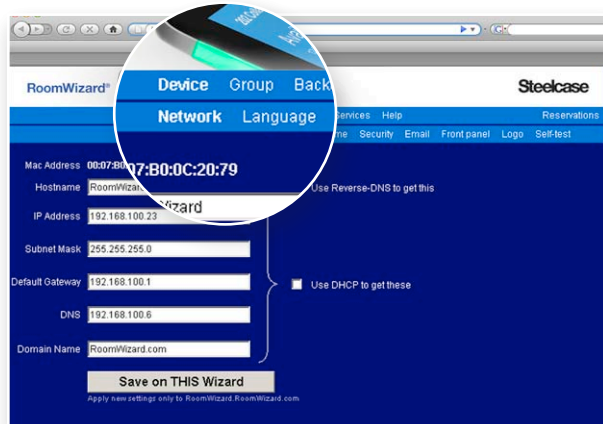 202 Col
Ava
RoomWizard®
Steelcase
Device Group Back
Services Help Reservations
Network Language
me Security Email Front panel Logo Self-test
Mac Address 00:07:B0
07:B0:0C:20:79
Hostname RoomWizar
Wizard
Use Reverse-DNS to get this
IP Address 192.168.100.23
Subnet Mask 255.255.255.0
Default Gateway 192.168.100.1
Use DHCP to get these
DNS 192.168.100.6
Domain Name RoomWizard.com
Save on THIS Wizard
Apply new settings only to RoomWizard.RoomWizard.com